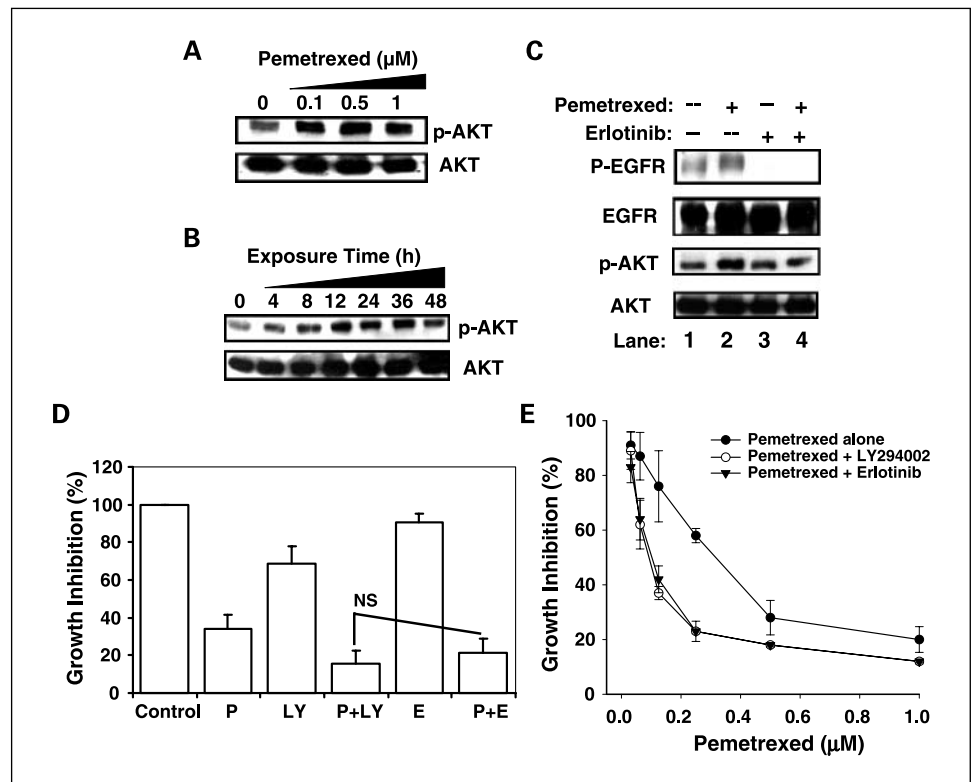 A
Pemetrexed (µM)
0 0.1 0.5 1
p-AKT
AKT
B
Exposure Time (h)
0 4 8 12 24 36 48
p-AKT
AKT
C
Pemetrexed: -- + – +
Erlotinib: – -- + +
P-EGFR
EGFR
p-AKT
AKT
Lane: 1 2 3 4
D
Growth Inhibition (%)
120
100
80
60
40
20
0
NS
Control P LY P+LY E P+E
E
Growth Inhibition (%)
100
80
60
40
20
0
Pemetrexed alone
Pemetrexed + LY294002
Pemetrexed + Erlotinib
0.0 0.2 0.4 0.6 0.8 1.0
Pemetrexed (µM)